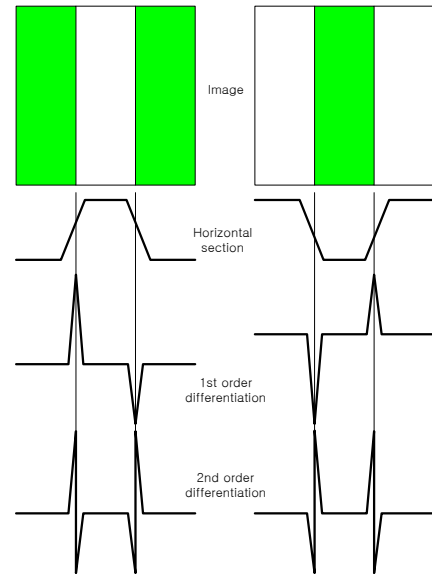 Image
Horizontal
section
1st order
differentiation
2nd order
differentiation